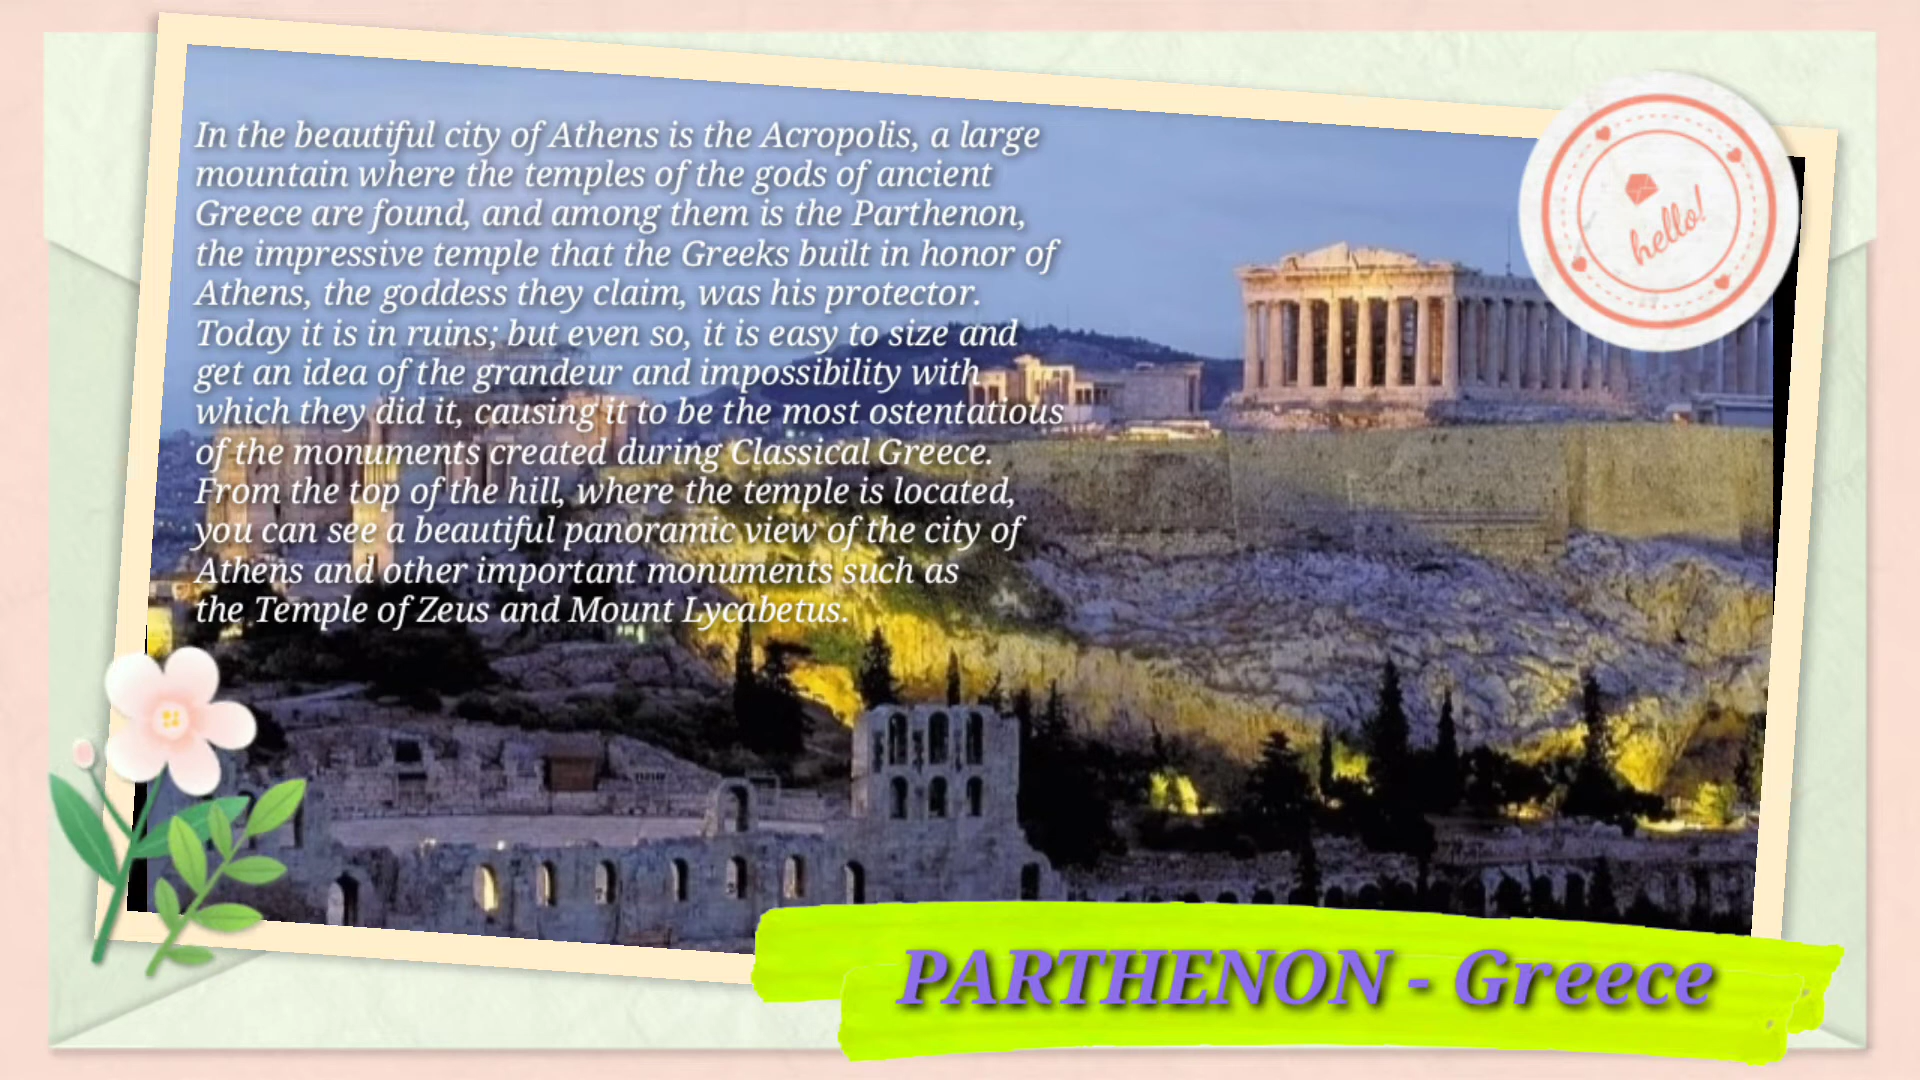 In the beautiful city of Athens is the Acropolis, a large
mountain where the temples of the gods of ancient
Greece are found, and among them is the Parthenon,
the impressive temple that the Greeks built in honor of
Athens, the goddess they claim, was his protector.
Today it is in ruins; but even so, it is easy to size and
get an idea of the grandeur and impossibility with
which they did it, causing it to be the most ostentatious
of the monuments created during Classical Greece.
From the top of the hill, where the temple is located,
you can see a beautiful panoramic view of the city of
Athens and other important monuments such as
the Temple of Zeus and Mount Lycabetus.
hello!
PARTHENON - Greece